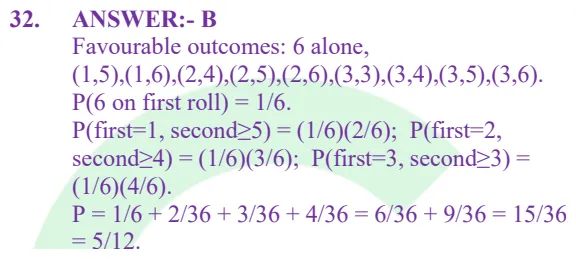 32. ANSWER:- B
Favourable outcomes: 6 alone,
(1,5),(1,6),(2,4),(2,5),(2,6),(3,3),(3,4),(3,5),(3,6).
P(6 on first roll) = 1/6.
P(first=1, second≥5) = (1/6)(2/6); P(first=2,
second≥4) = (1/6)(3/6); P(first=3, second≥3) =
(1/6)(4/6).
P = 1/6 + 2/36 + 3/36 + 4/36 = 6/36 + 9/36 = 15/36
= 5/12.